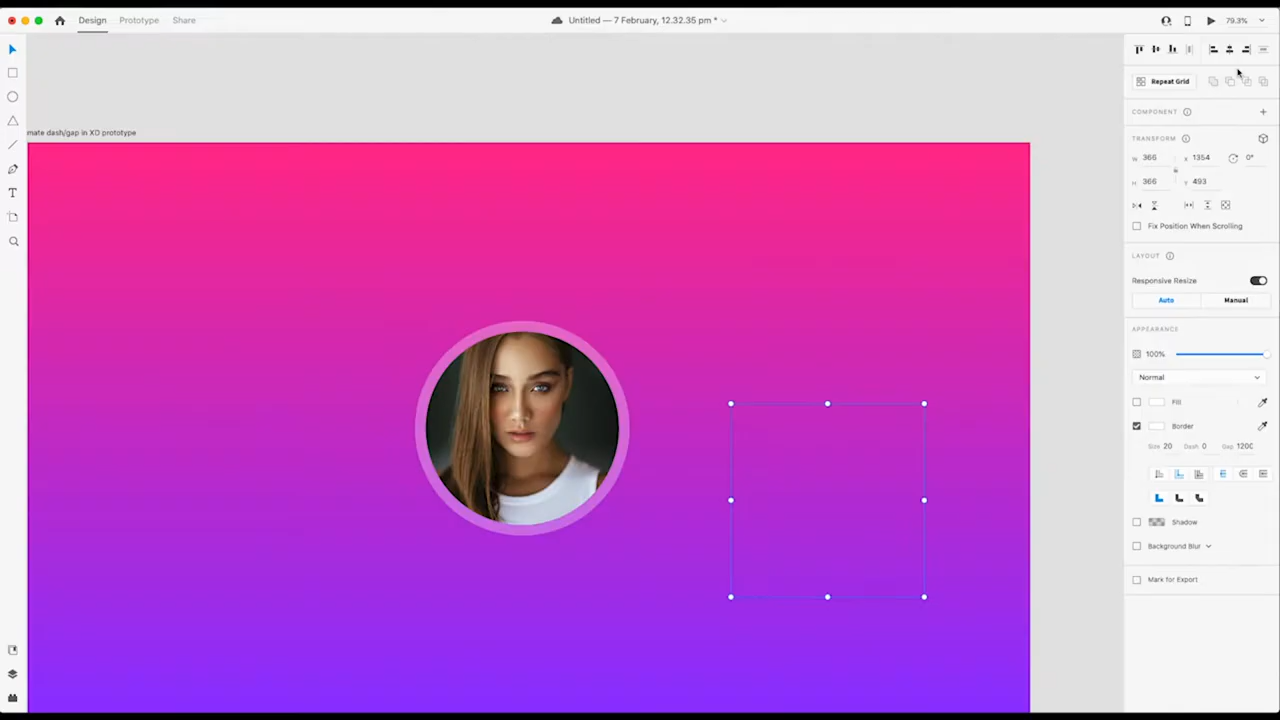 Design Prototype Share
Untitled — 7 February, 12.32.35 pm *
79.3%
Repeat Grid
mate dash/gap in XD prototype
COMPONENT
TRANSFORM
W 366 X 1354 0°
H 366 Y 493
Fix Position When Scrolling
LAYOUT
Responsive Resize
Auto Manual
APPEARANCE
100%
Normal
Fill
Border
Size 20 Dash 0 Gap 1200
Shadow
Background Blur
Mark for Export